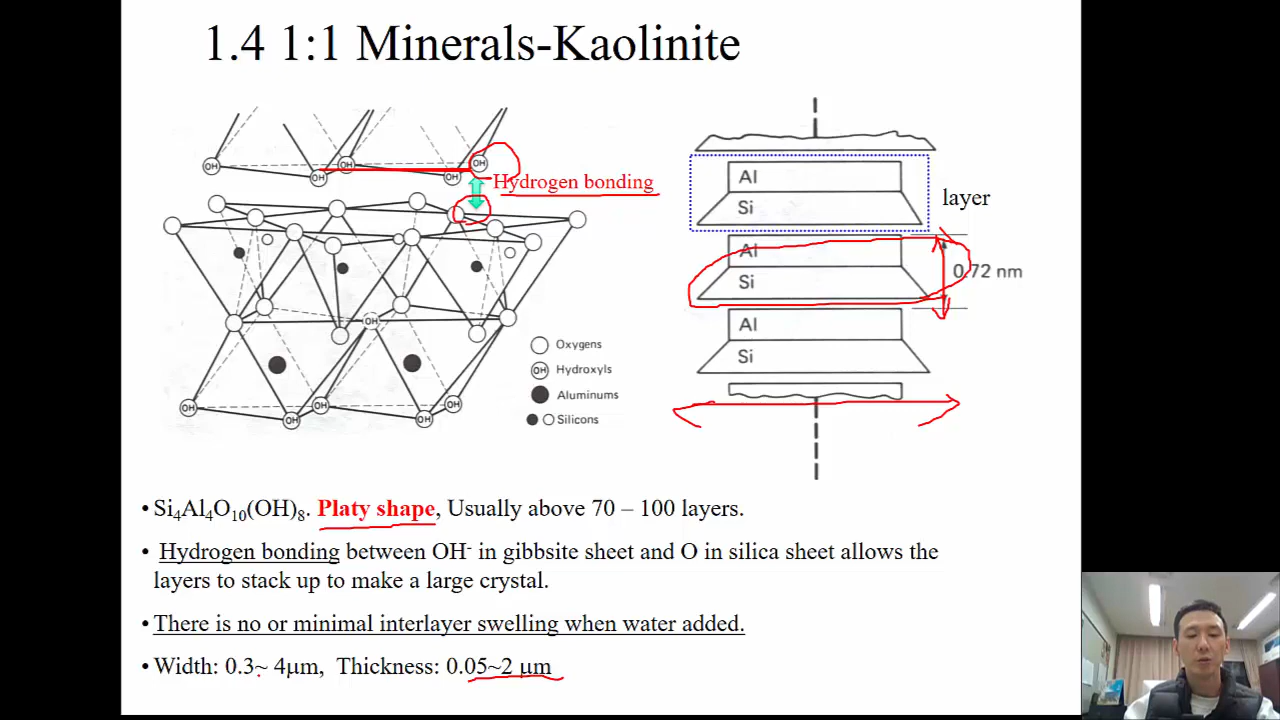 1.4 1:1 Minerals-Kaolinite
OH
OH
OH
OH
OH
Hydrogen bonding
OH
OH
OH
OH
OH
OH
Oxygens
OH Hydroxyls
Aluminums
Silicons
Al
Si
layer
Al
Si
0.72 nm
Al
Si
• Si4Al4O10(OH)8. Platy shape, Usually above 70 – 100 layers.
• Hydrogen bonding between OH- in gibbsite sheet and O in silica sheet allows the
layers to stack up to make a large crystal.
• There is no or minimal interlayer swelling when water added.
• Width: 0.3~ 4μm, Thickness: 0.05~2 μm